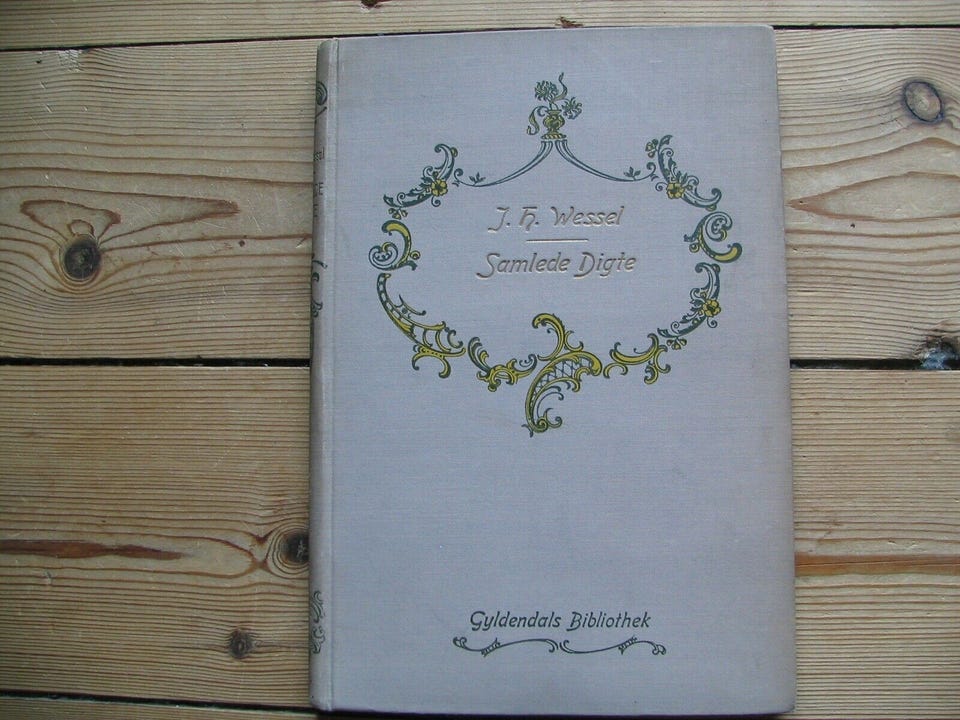 J. H. Wessel
Samlede Digte
Gyldendals Bibliothek